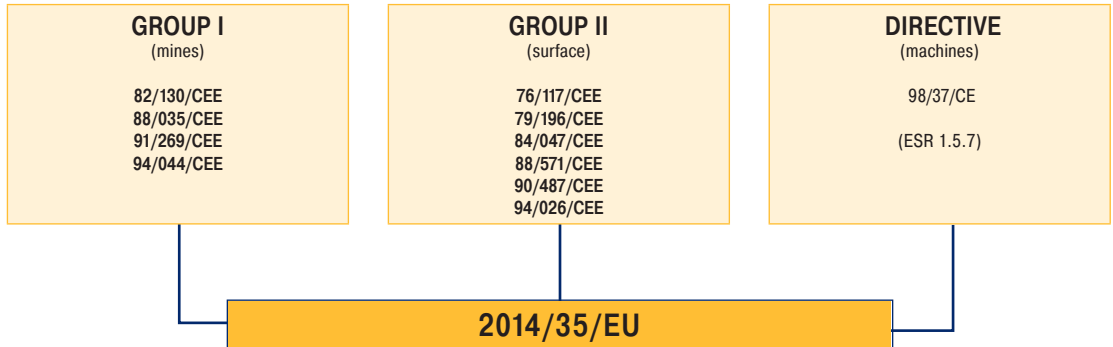 GROUP I
(mines)
82/130/CEE
88/035/CEE
91/269/CEE
94/044/CEE
GROUP II
(surface)
76/117/CEE
79/196/CEE
84/047/CEE
88/571/CEE
90/487/CEE
94/026/CEE
DIRECTIVE
(machines)
98/37/CE
(ESR 1.5.7)
2014/35/EU